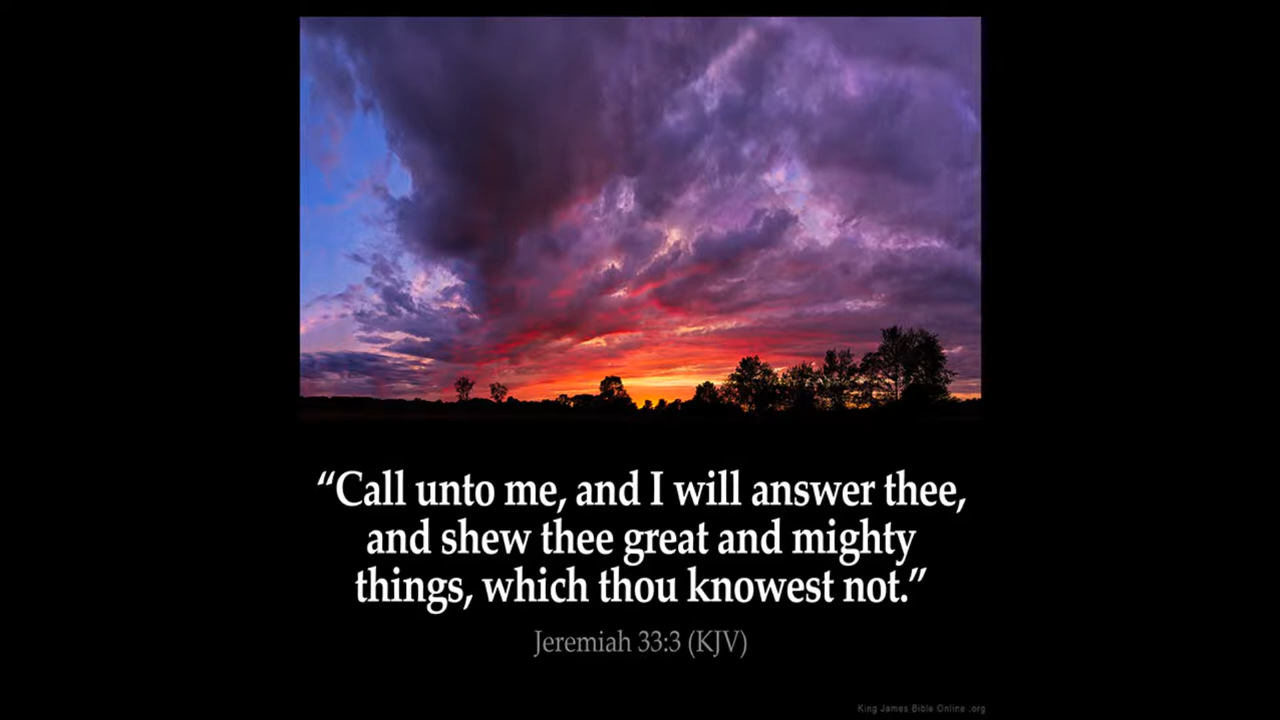 “Call unto me, and I will answer thee,
and shew thee great and mighty
things, which thou knowest not.”
Jeremiah 33:3 (KJV)
King James Bible Online .org